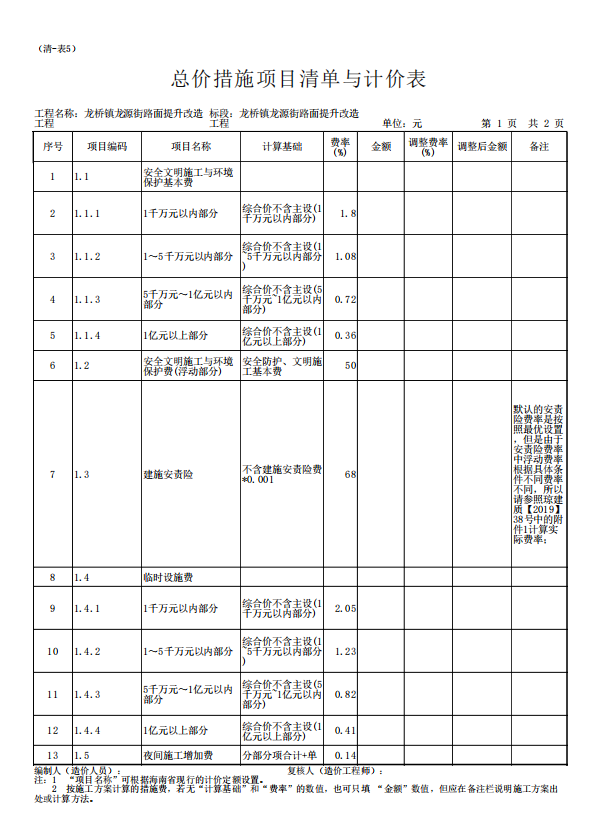 （清-表5）
总价措施项目清单与计价表
工程名称：龙桥镇龙源街路面提升改造 标段：龙桥镇龙源街路面提升改造
工程 工程 单位：元 第 1 页 共 2 页
序号 项目编码 项目名称 计算基础 费率(%) 金额 调整费率(%) 调整后金额 备注
1 1.1 安全文明施工与环境
保护基本费
2 1.1.1 1千万元以内部分 综合价不含主设(1
千万元以内部分) 1.8
3 1.1.2 1～5千万元以内部分 综合价不含主设(1
~5千万元以内部分
) 1.08
4 1.1.3 5千万元～1亿元以内
部分 综合价不含主设(5
千万元~1亿元以内
部分) 0.72
5 1.1.4 1亿元以上部分 综合价不含主设(1
亿元以上部分) 0.36
6 1.2 安全文明施工与环境
保护费(浮动部分) 安全防护、文明施
工基本费 50
7 1.3 建施安责险 不含建施安责险费
*0.001 68
默认的安责
险费率是按
照最优设置
，但是由于
安责险费率
中浮动费率
根据具体条
件不同费率
不同，所以
请参照琼建
质【2019】
38号中的附
件1计算实
际费率；
8 1.4 临时设施费
9 1.4.1 1千万元以内部分 综合价不含主设(1
千万元以内部分) 2.05
10 1.4.2 1～5千万元以内部分 综合价不含主设(1
~5千万元以内部分
) 1.23
11 1.4.3 5千万元～1亿元以内
部分 综合价不含主设(5
千万元~1亿元以内
部分) 0.82
12 1.4.4 1亿元以上部分 综合价不含主设(1
亿元以上部分) 0.41
13 1.5 夜间施工增加费 分部分项合计+单 0.14
编制人（造价人员）： 复核人（造价工程师）：
注：1 “项目名称”可根据海南省现行的计价定额设置。
2 按施工方案计算的措施费，若无“计算基础”和“费率”的数值，也可只填 “金额”数值，但应在备注栏说明施工方案出
处或计算方法。